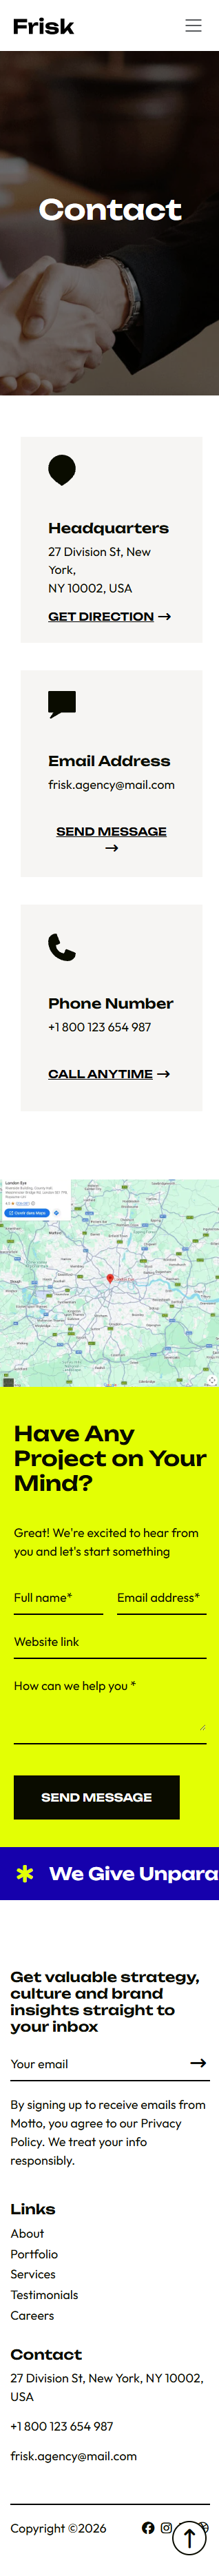 Frisk
Contact
Headquarters
27 Division St, New
York,
NY 10002, USA
GET DIRECTION
Email Address
frisk.agency@mail.com
SEND MESSAGE
Phone Number
+1 800 123 654 987
CALL ANYTIME
London Eye
Have Any
Project on Your
Mind?
Great! We're excited to hear from
you and let's start something
Full name* Email address*
Website link
How can we help you *
SEND MESSAGE
We Give Unpara
Get valuable strategy,
culture and brand
insights straight to
your inbox
Your email
By signing up to receive emails from
Motto, you agree to our Privacy
Policy. We treat your info
responsibly.
Links
About
Portfolio
Services
Testimonials
Careers
Contact
27 Division St, New York, NY 10002,
USA
+1 800 123 654 987
frisk.agency@mail.com
Copyright ©2026